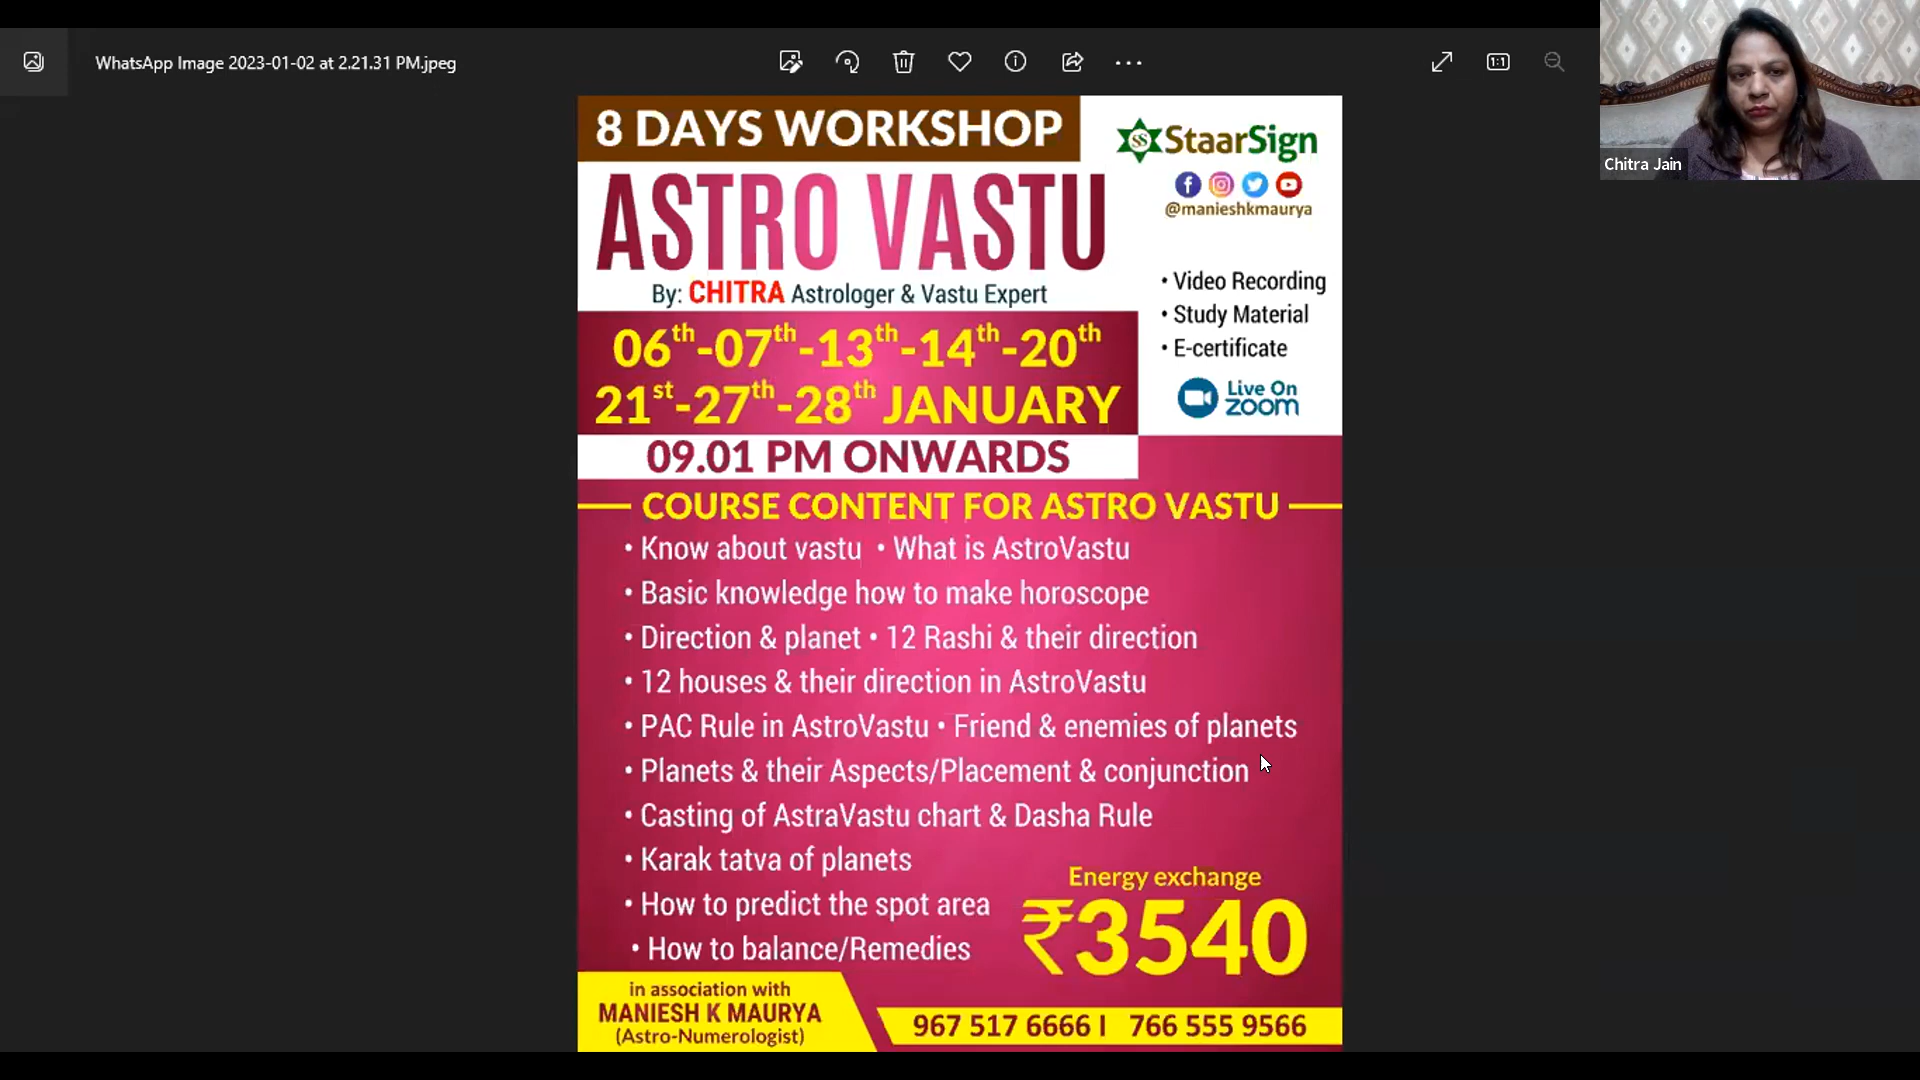 WhatsApp Image 2023-01-02 at 2.21.31 PM.jpeg
1:1
Chitra Jain
8 DAYS WORKSHOP
SS StaarSign
@manieshkmaurya
ASTRO VASTU
By: CHITRA Astrologer & Vastu Expert
• Video Recording
• Study Material
• E-certificate
Live On
zoom
06th-07th-13th-14th-20th
21st-27th-28th JANUARY
09.01 PM ONWARDS
COURSE CONTENT FOR ASTRO VASTU
• Know about vastu • What is AstroVastu
• Basic knowledge how to make horoscope
• Direction & planet • 12 Rashi & their direction
• 12 houses & their direction in AstroVastu
• PAC Rule in AstroVastu • Friend & enemies of planets
• Planets & their Aspects/Placement & conjunction
• Casting of AstraVastu chart & Dasha Rule
• Karak tatva of planets
• How to predict the spot area
• How to balance/Remedies
Energy exchange
₹3540
in association with
MANIESH K MAURYA
(Astro-Numerologist)
967 517 6666 I 766 555 9566